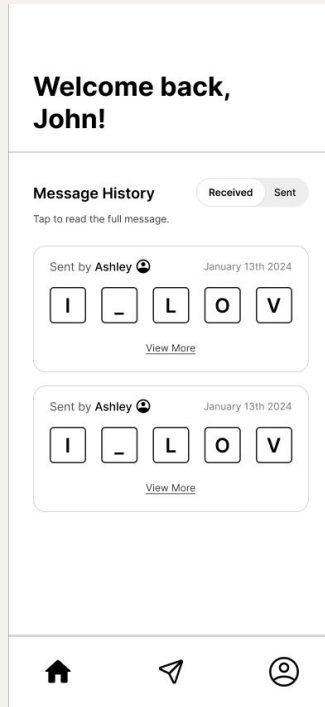 Welcome back,
John!
Message History
Received Sent
Tap to read the full message.
Sent by Ashley January 13th 2024
I _ L O V
View More
Sent by Ashley January 13th 2024
I _ L O V
View More